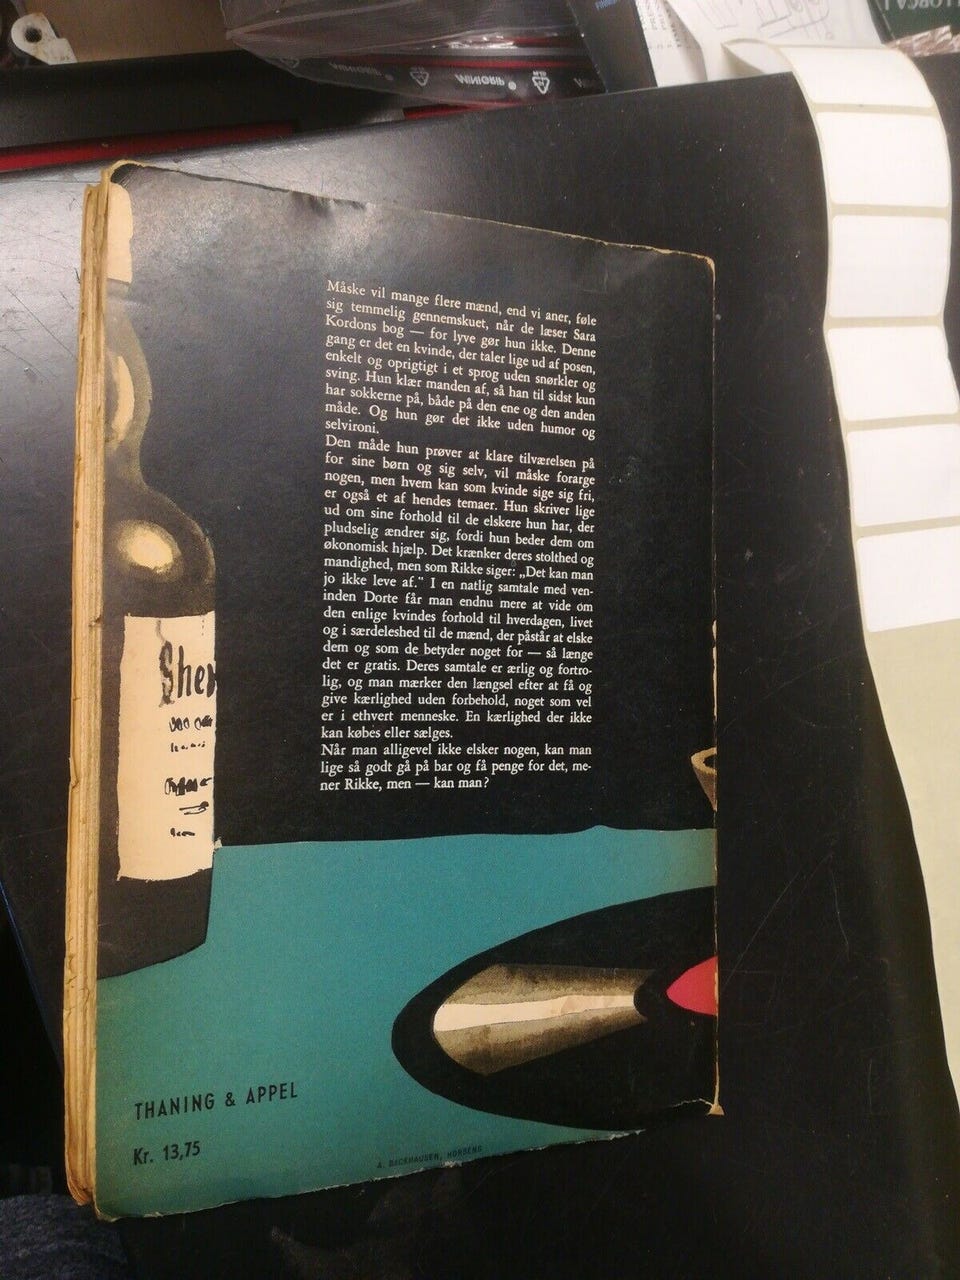 MINIGRIP
LLORCA
Måske vil mange flere mænd, end vi aner, føle
sig temmelig gennemskuet, når de læser Sara
Kordons bog — for lyve gør hun ikke. Denne
gang er det en kvinde, der taler lige ud af posen,
enkelt og oprigtigt i et sprog uden snørkler og
sving. Hun klær manden af, så han til sidst kun
har sokkerne på, både på den ene og den anden
måde. Og hun gør det ikke uden humor og
selvironi.
Den måde hun prøver at klare tilværelsen på
for sine børn og sig selv, vil måske forarge
nogen, men hvem kan som kvinde sige sig fri,
er også et af hendes temaer. Hun skriver lige
ud om sine forhold til de elskere hun har, der
pludselig ændrer sig, fordi hun beder dem om
økonomisk hjælp. Det krænker deres stolthed og
mandighed, men som Rikke siger: „Det kan man
jo ikke leve af.“ I en natlig samtale med ven-
inden Dorte får man endnu mere at vide om
den enlige kvindes forhold til hverdagen, livet
og i særdeleshed til de mænd, der påstår at elske
dem og som de betyder noget for — så længe
det er gratis. Deres samtale er ærlig og fortro-
lig, og man mærker den længsel efter at få og
give kærlighed uden forbehold, noget som vel
er i ethvert menneske. En kærlighed der ikke
kan købes eller sælges.
Når man alligevel ikke elsker nogen, kan man
lige så godt gå på bar og få penge for det, me-
ner Rikke, men — kan man?
Sher
THANING & APPEL
Kr. 13,75
A. BACKHAUSEN, HORSENS